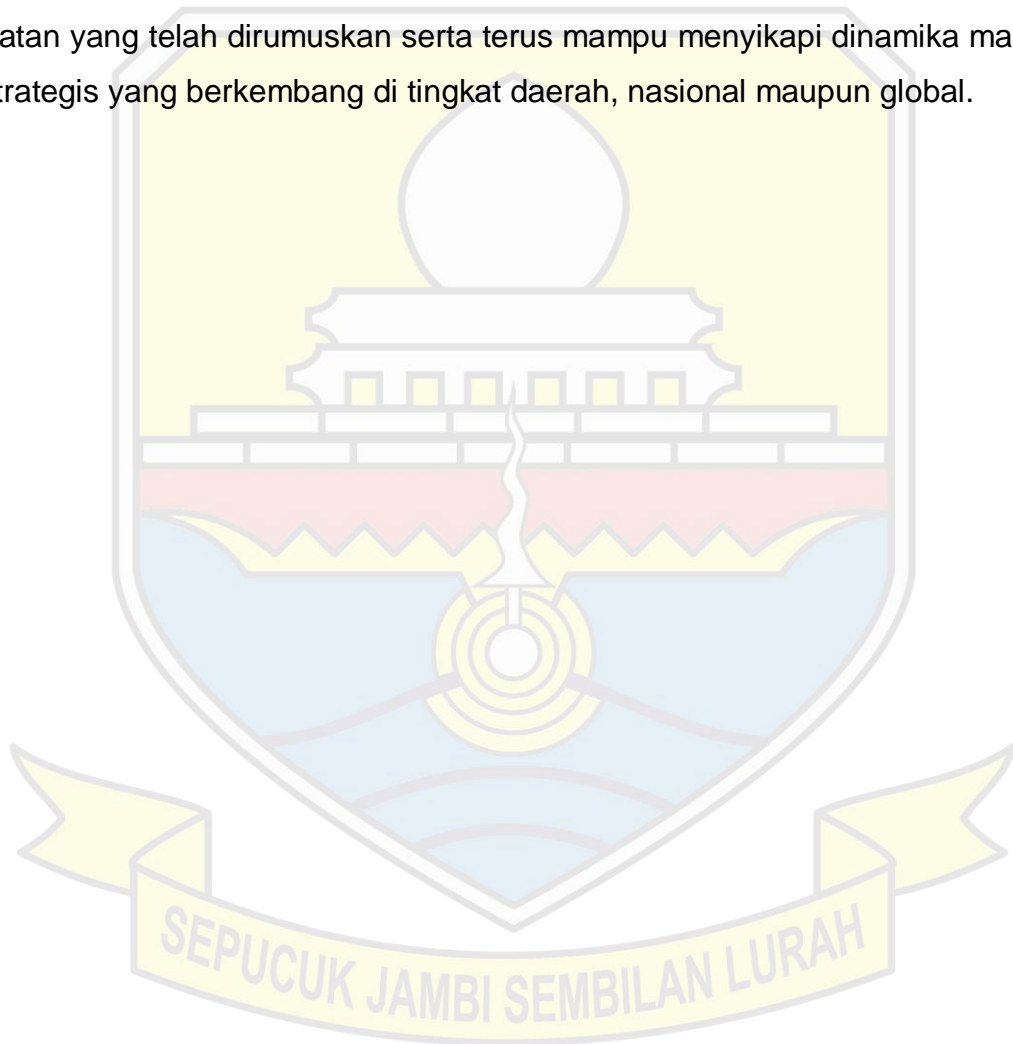 atan yang telah dirumuskan serta terus mampu menyikapi dinamika ma
trategis yang berkembang di tingkat daerah, nasional maupun global.
SEPUCUK JAMBI SEMBILAN LURAH